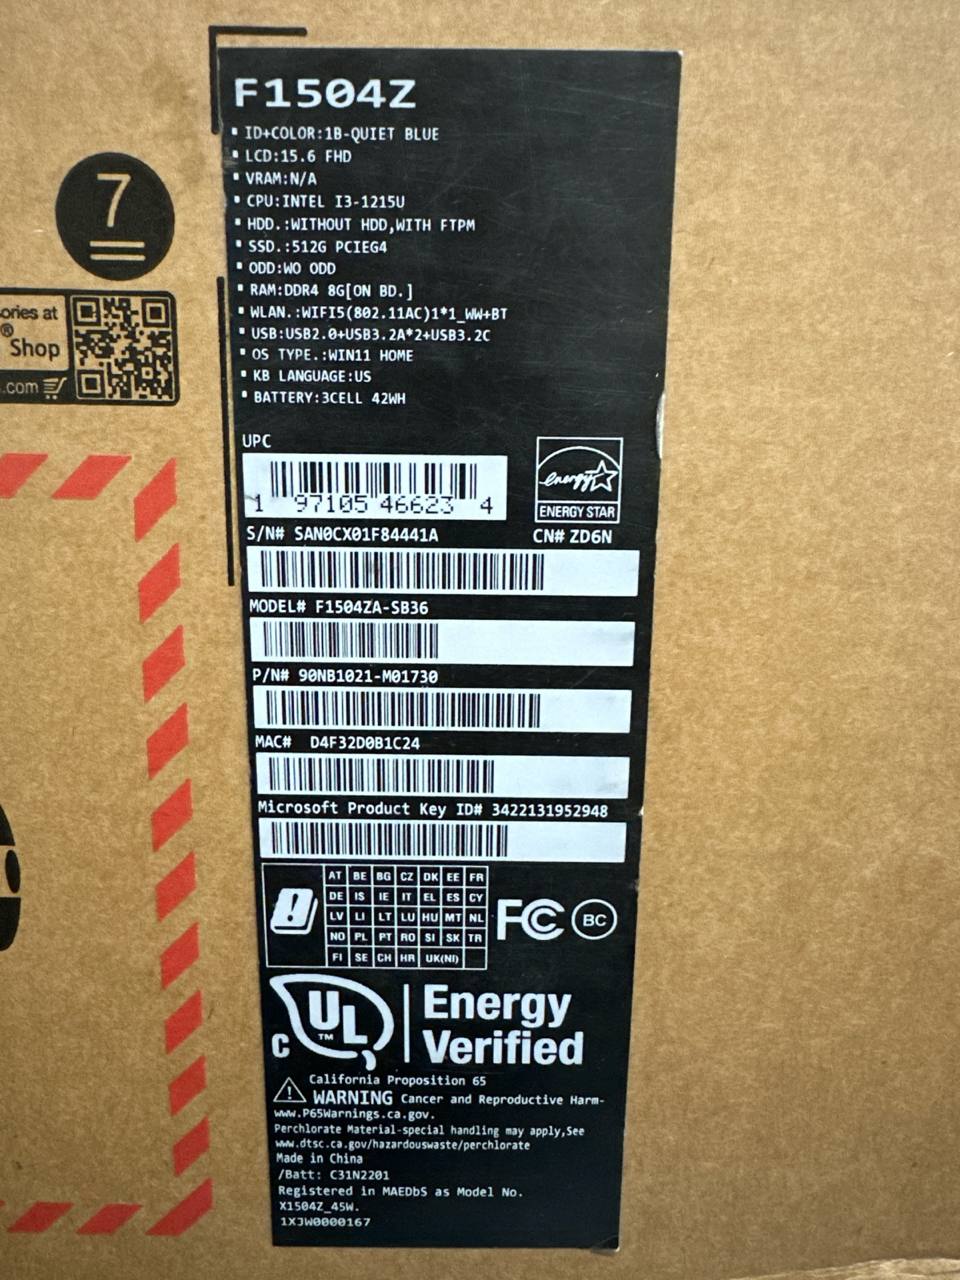 F1504Z
ID+COLOR:1B-QUIET BLUE
LCD:15.6 FHD
VRAM:N/A
CPU:INTEL I3-1215U
HDD.:WITHOUT HDD,WITH FTPM
SSD.:512G PCIEG4
ODD:WO ODD
RAM:DDR4 8G[ON BD.]
WLAN.:WIFI5(802.11AC)1*1_WW+BT
USB:USB2.0+USB3.2A*2+USB3.2C
OS TYPE.:WIN11 HOME
KB LANGUAGE:US
BATTERY:3CELL 42WH
7
ories at
®
Shop
.com
UPC
1 97105 46623 4
energy
ENERGY STAR
S/N# SAN0CX01F84441A CN# ZD6N
MODEL# F1504ZA-SB36
P/N# 90NB1021-M01730
MAC# D4F32D0B1C24
Microsoft Product Key ID# 3422131952948
AT BE BG CZ DK EE FR
DE IS IE IT EL ES CY
LV LI LT LU HU MT NL
NO PL PT RO SI SK TR
FI SE CH HR UK(NI)
FC BC
C UL TM Energy
Verified
California Proposition 65
WARNING Cancer and Reproductive Harm-
www.P65Warnings.ca.gov.
Perchlorate Material-special handling may apply,See
www.dtsc.ca.gov/hazardouswaste/perchlorate
Made in China
/Batt: C31N2201
Registered in MAEDbS as Model No.
X1504Z_45W.
1XJW0000167